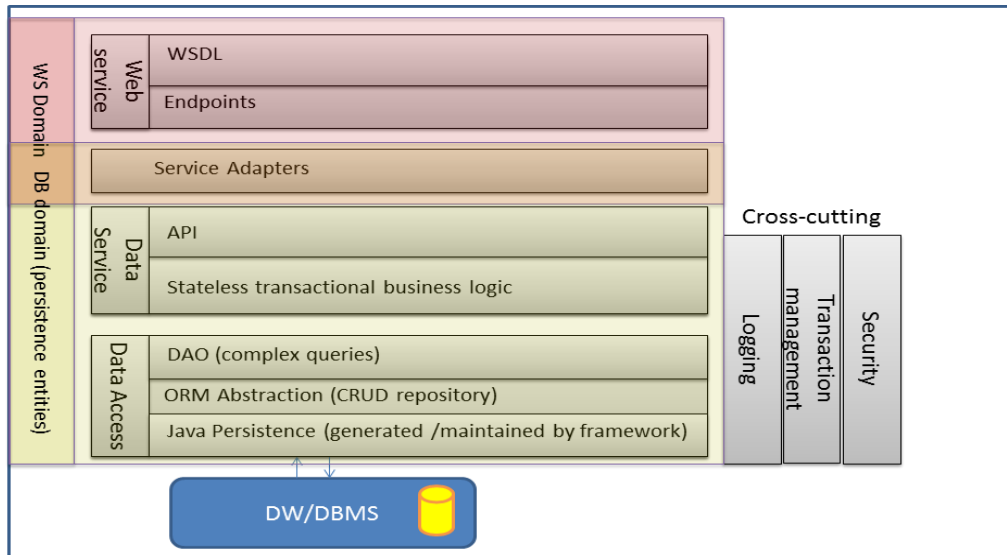 WS Domain
DB domain (persistence entities)
Web
service
WSDL
Endpoints
Service Adapters
Data
Service
API
Stateless transactional business logic
Data Access
DAO (complex queries)
ORM Abstraction (CRUD repository)
Java Persistence (generated /maintained by framework)
Cross-cutting
Logging
Transaction
management
Security
DW/DBMS